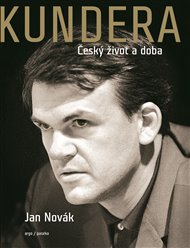 KUNDERA
Český život a doba
Jan Novák
argo / paseka